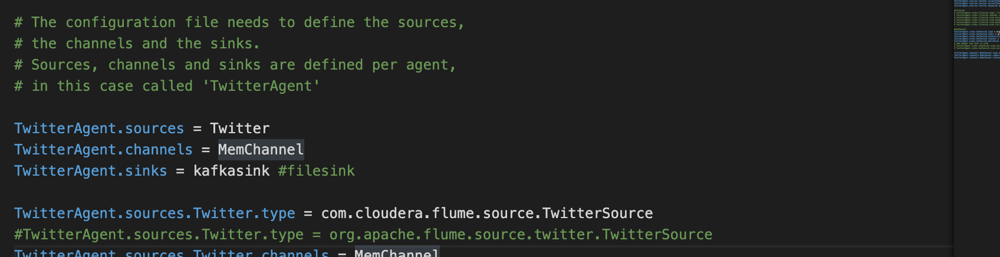 # The configuration file needs to define the sources,
# the channels and the sinks.
# Sources, channels and sinks are defined per agent,
# in this case called 'TwitterAgent'
TwitterAgent.sources = Twitter
TwitterAgent.channels = MemChannel
TwitterAgent.sinks = kafkasink #filesink
TwitterAgent.sources.Twitter.type = com.cloudera.flume.source.TwitterSource
#TwitterAgent.sources.Twitter.type = org.apache.flume.source.twitter.TwitterSource
TwitterAgent.sources.Twitter.channels = MemChannel